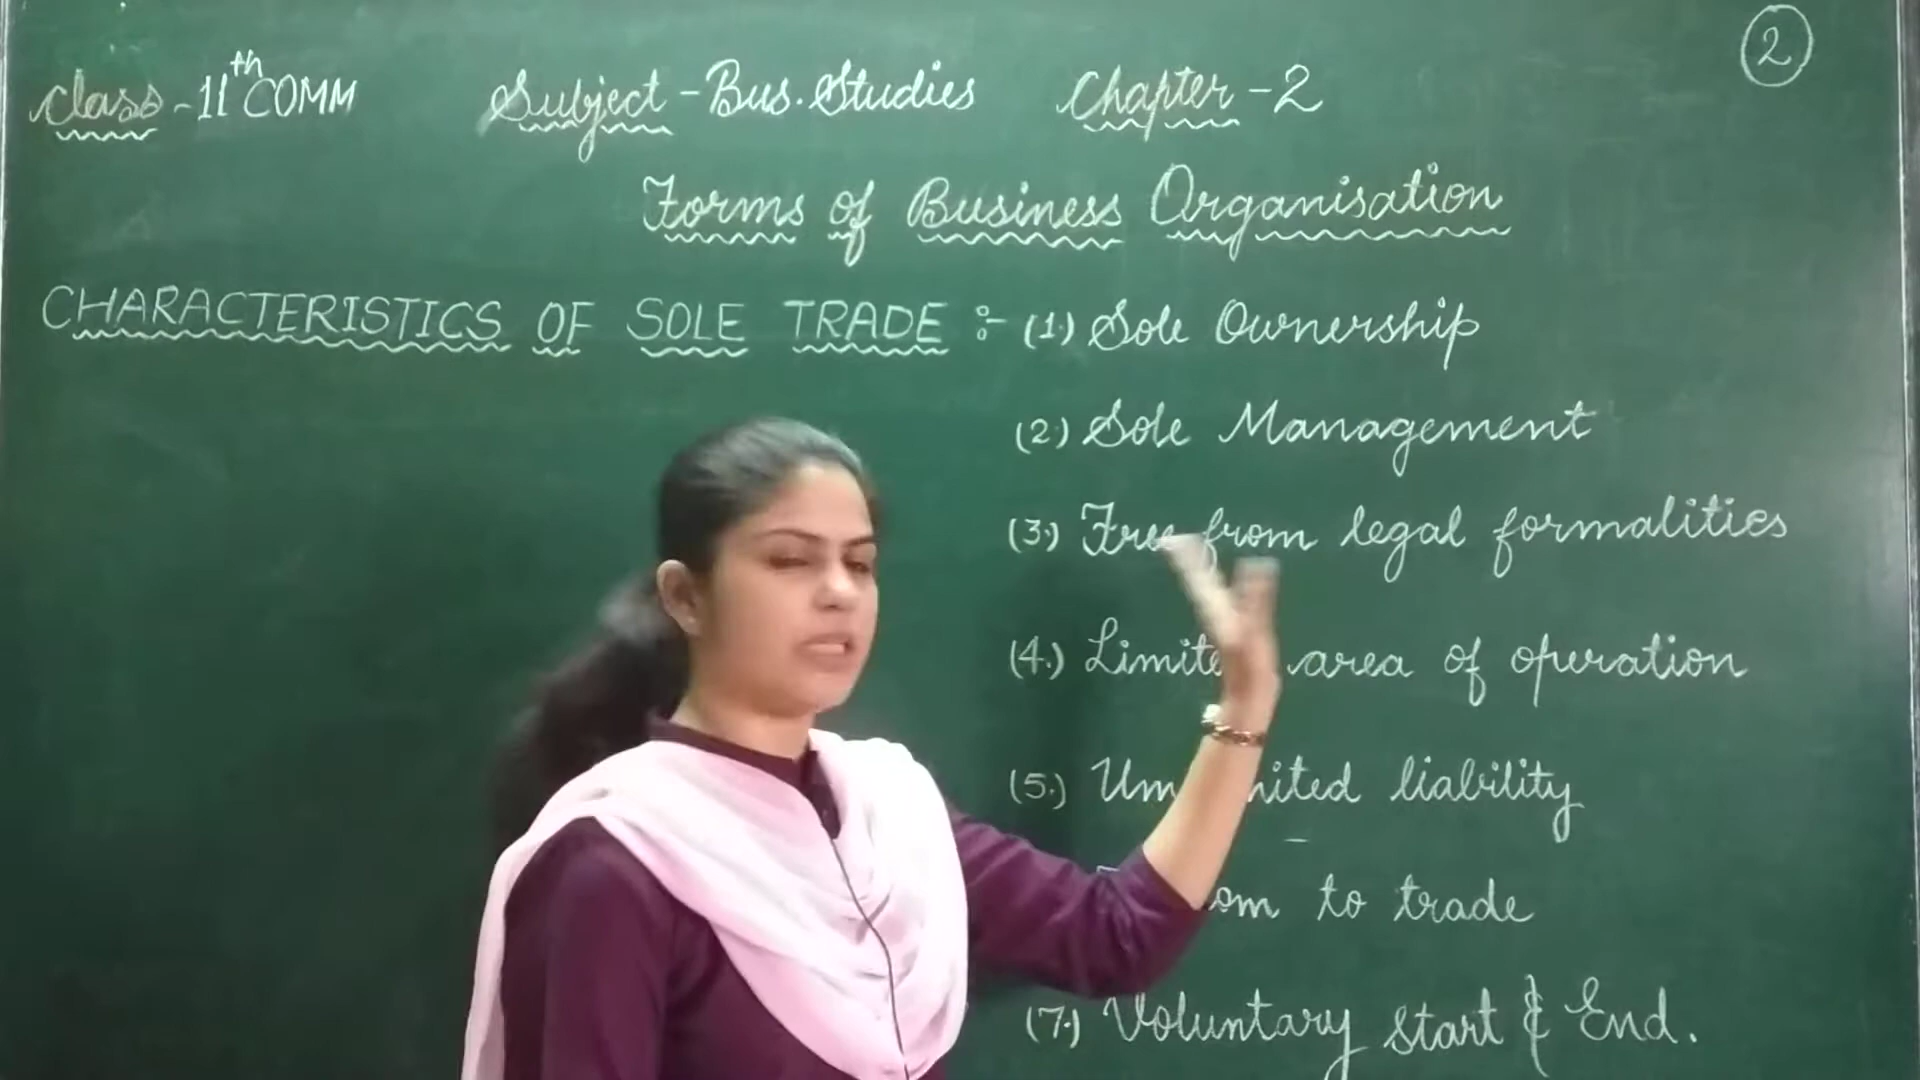 2
Class - 11th COMM Subject - Bus. Studies Chapter - 2
Forms of Business Organisation
CHARACTERISTICS OF SOLE TRADE :- (1.) Sole Ownership
(2.) Sole Management
(3.) Free from legal formalities
(4.) area of operation
(5.) liability
to trade
(7.) Voluntary start & End.